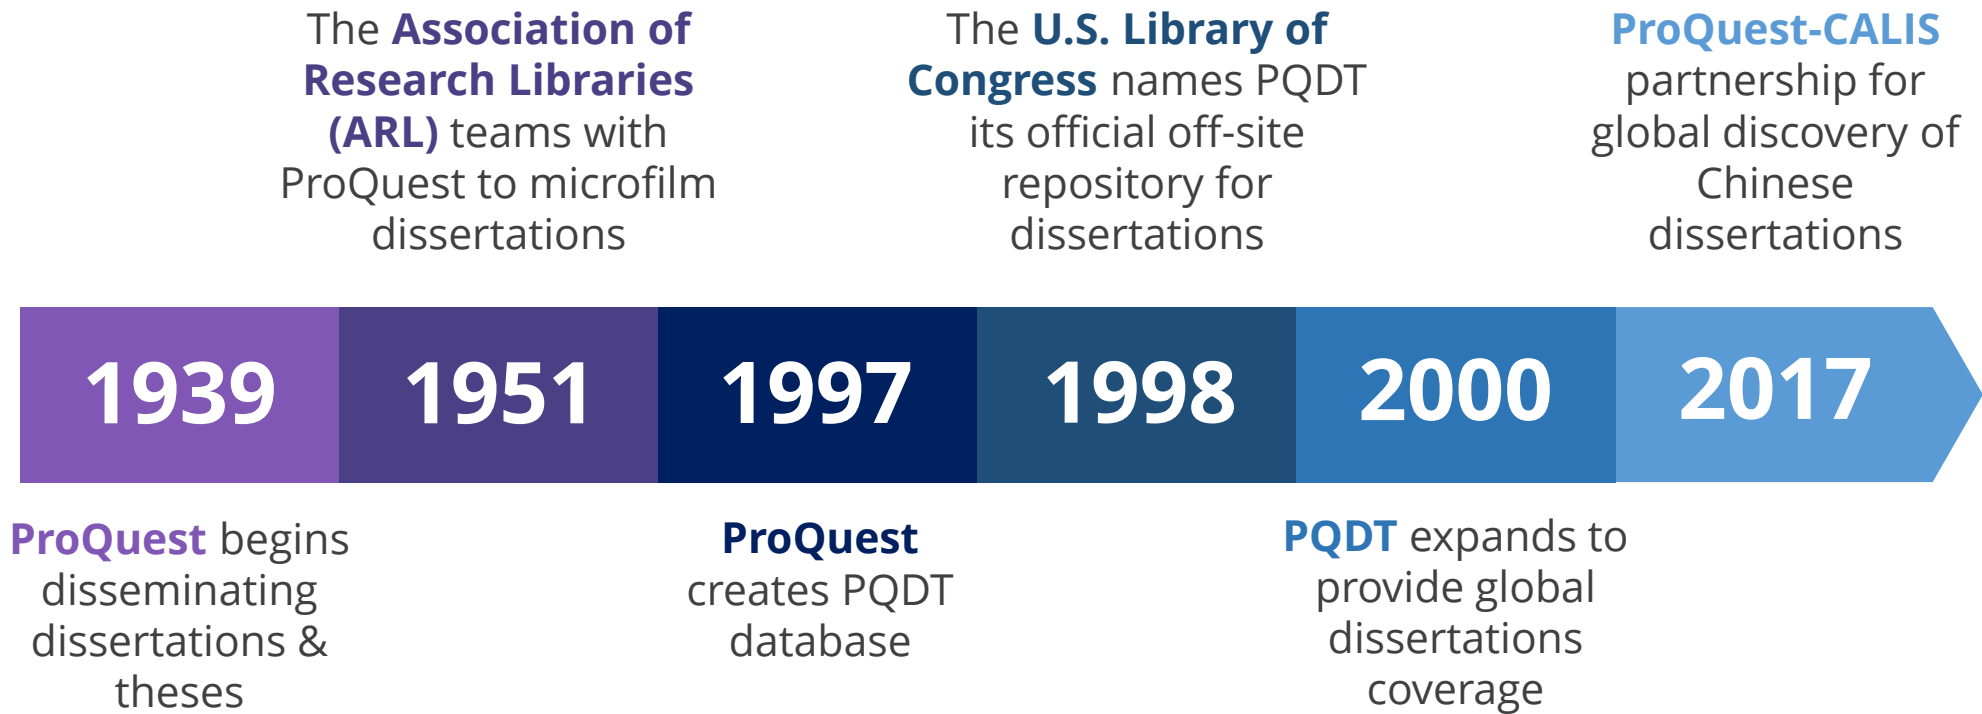 The Association of
Research Libraries
(ARL) teams with
ProQuest to microfilm
dissertations
The U.S. Library of
Congress names PQDT
its official off-site
repository for
dissertations
ProQuest-CALIS
partnership for
global discovery of
Chinese
dissertations
1939
1951
1997
1998
2000
2017
ProQuest begins
disseminating
dissertations &
theses
ProQuest
creates PQDT
database
PQDT expands to
provide global
dissertations
coverage